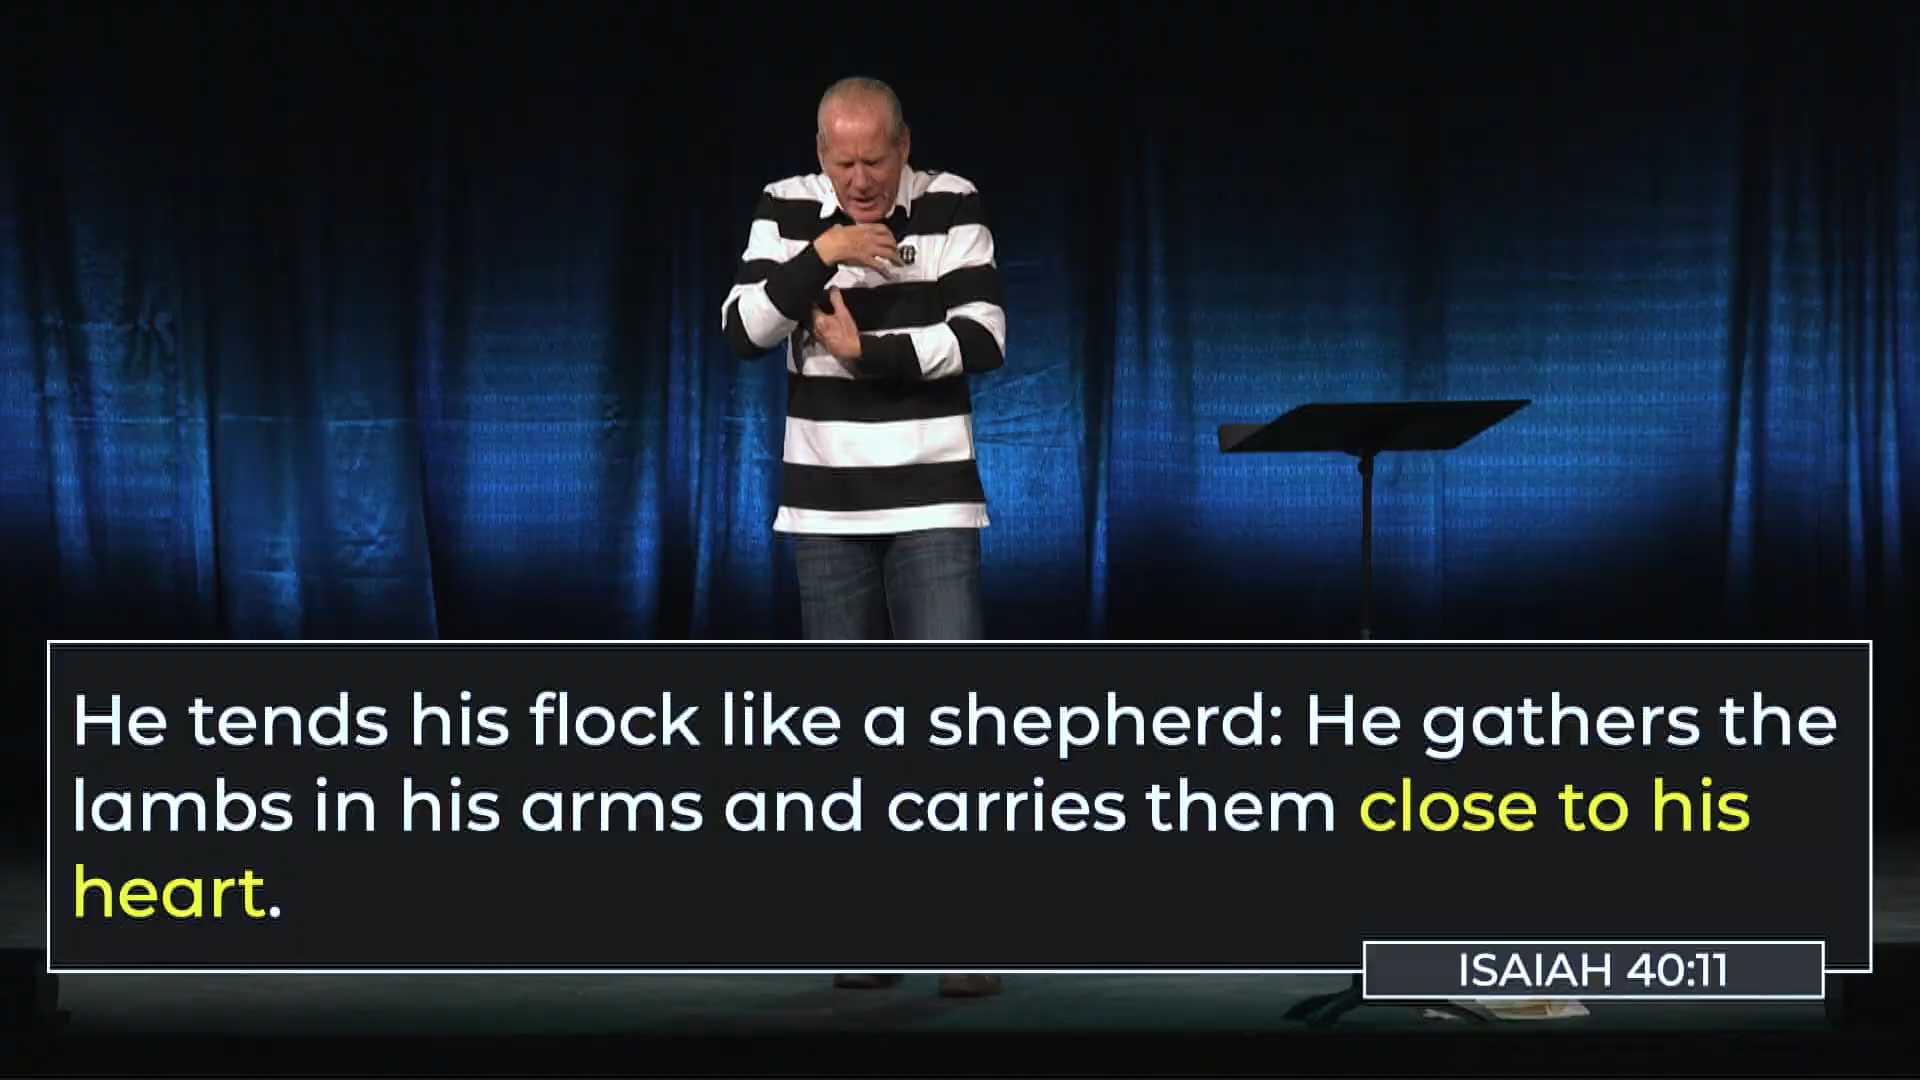 He tends his flock like a shepherd: He gathers the
lambs in his arms and carries them close to his
heart.
ISAIAH 40:11